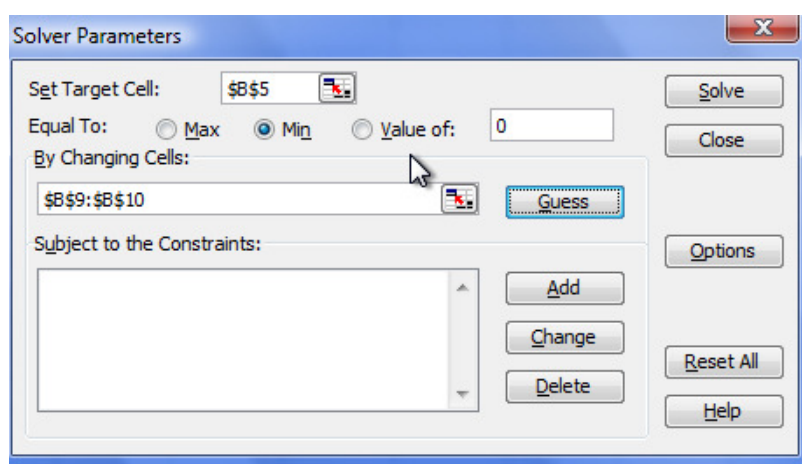 Solver Parameters
X
Set Target Cell: $B$5 Solve
Equal To: Max Min Value of: 0
Close
By Changing Cells:
$B$9:$B$10 Guess
Subject to the Constraints: Options
Add
Change
Reset All
Delete
Help